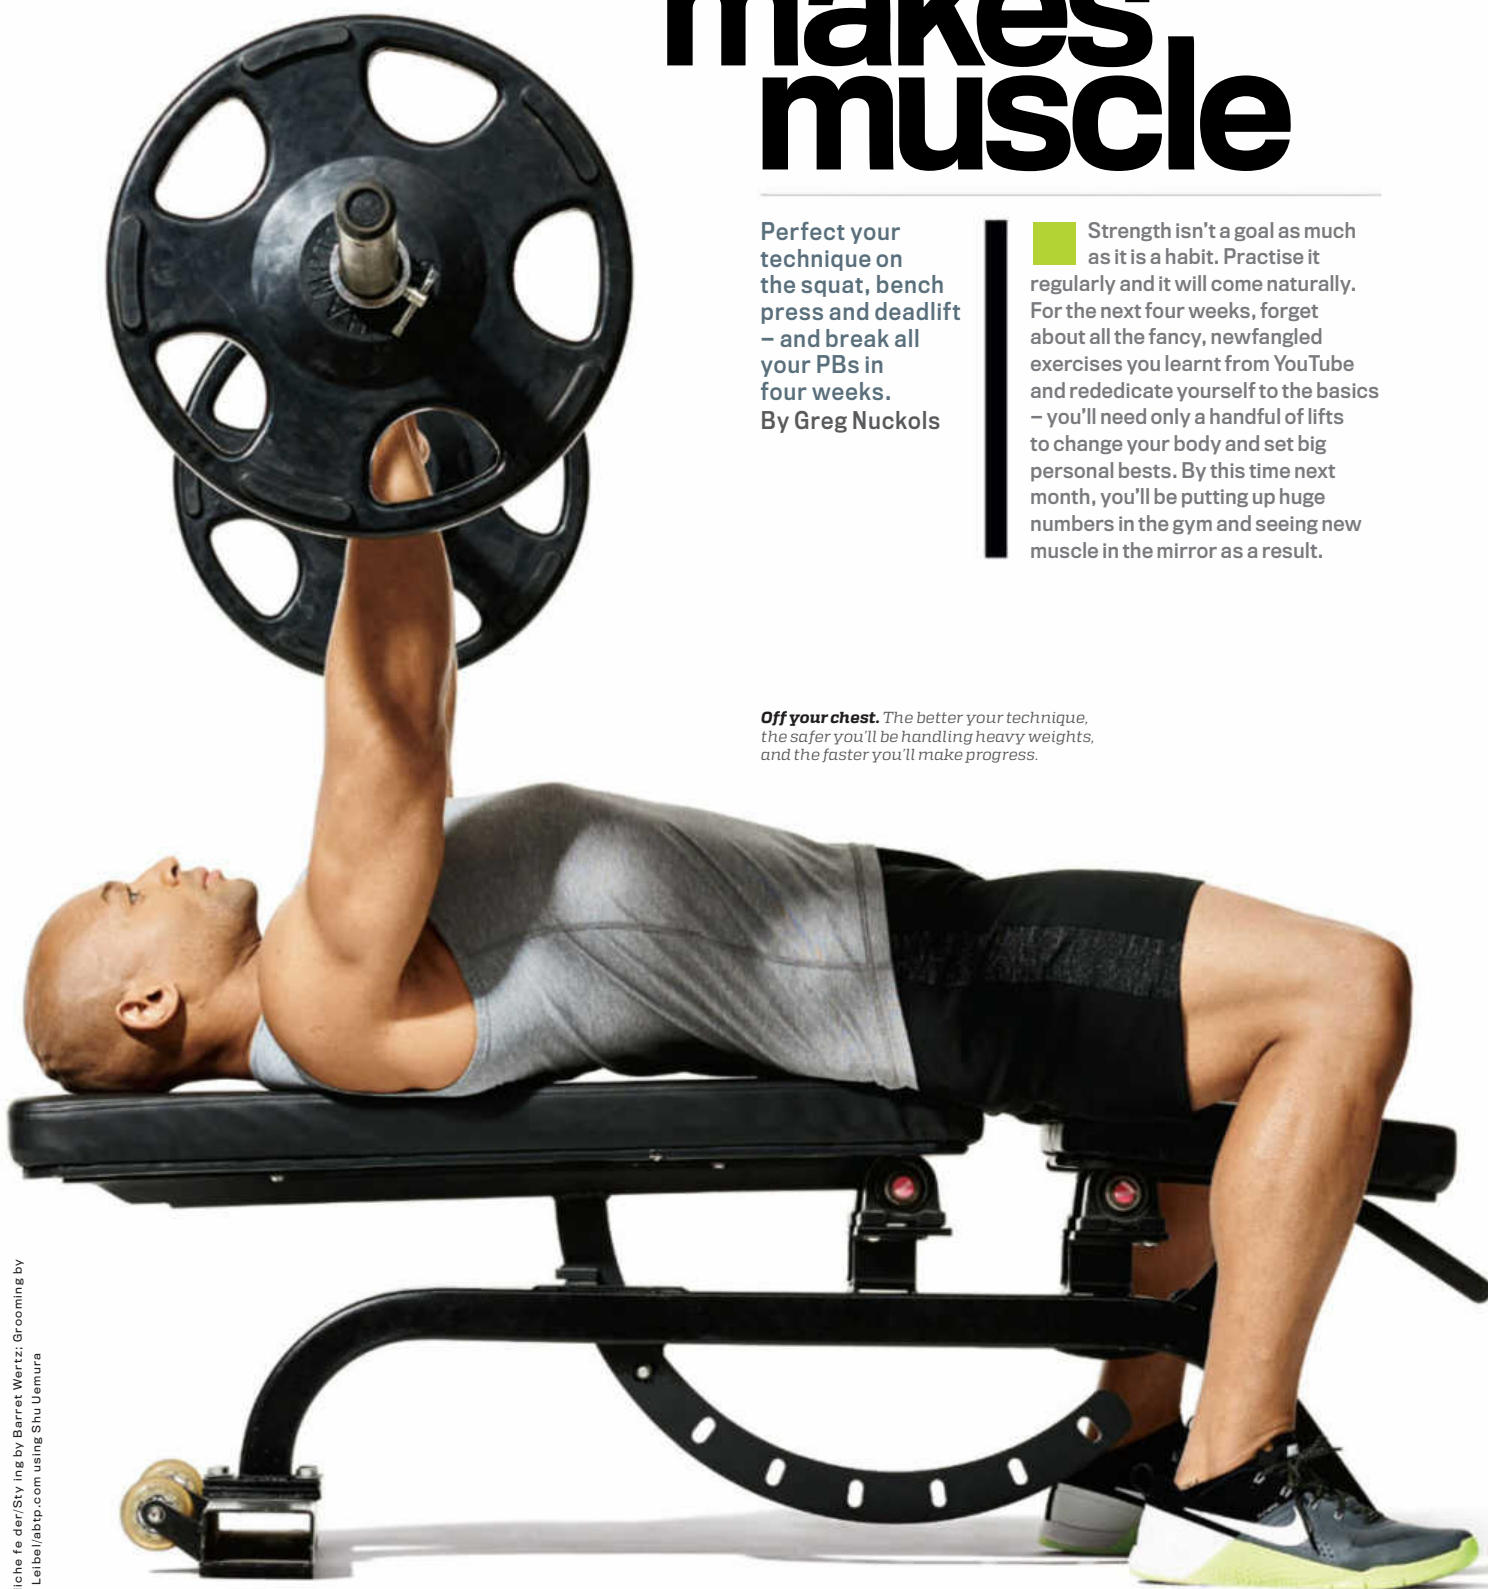 makes
muscle
Perfect your
technique on
the squat, bench
press and deadlift
– and break all
your PBs in
four weeks.
By Greg Nuckols
Strength isn't a goal as much
as it is a habit. Practise it
regularly and it will come naturally.
For the next four weeks, forget
about all the fancy, newfangled
exercises you learnt from YouTube
and rededicate yourself to the basics
– you'll need only a handful of lifts
to change your body and set big
personal bests. By this time next
month, you'll be putting up huge
numbers in the gym and seeing new
muscle in the mirror as a result.
Off your chest. The better your technique,
the safer you'll be handling heavy weights,
and the faster you'll make progress.
ing by Barret Wertz; Grooming by
Leibel/abtp.com using Shu Uemura